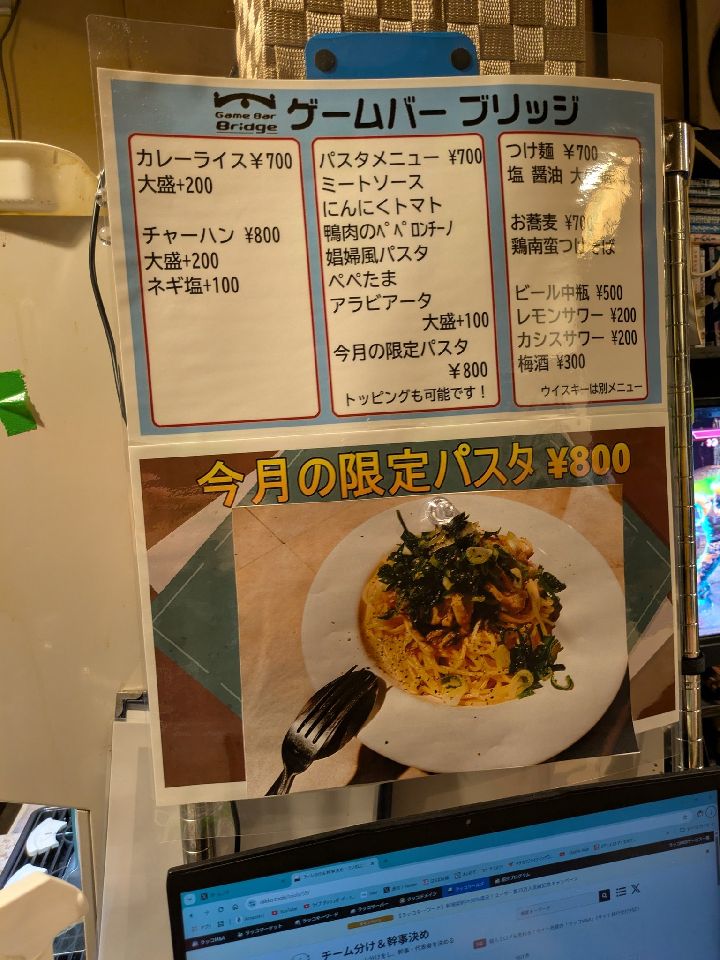 Game Bar
Bridge
ゲームバー ブリッジ
カレーライス¥700
大盛+200
チャーハン ¥800
大盛+200
ネギ塩+100
パスタメニュー ¥700
ミートソース
にんにくトマト
鴨肉のペペロンチーノ
娼婦風パスタ
ペペたま
アラビアータ
大盛+100
今月の限定パスタ
¥800
トッピングも可能です!
つけ麺 ¥700
塩 醤油 大
お蕎麦 ¥700
鶏南蛮つけそば
ビール中瓶 ¥500
レモンサワー ¥200
カシスサワー ¥200
梅酒 ¥300
ウイスキーは別メニュー
今月の限定パスタ ¥800
チーム分け&幹事決め